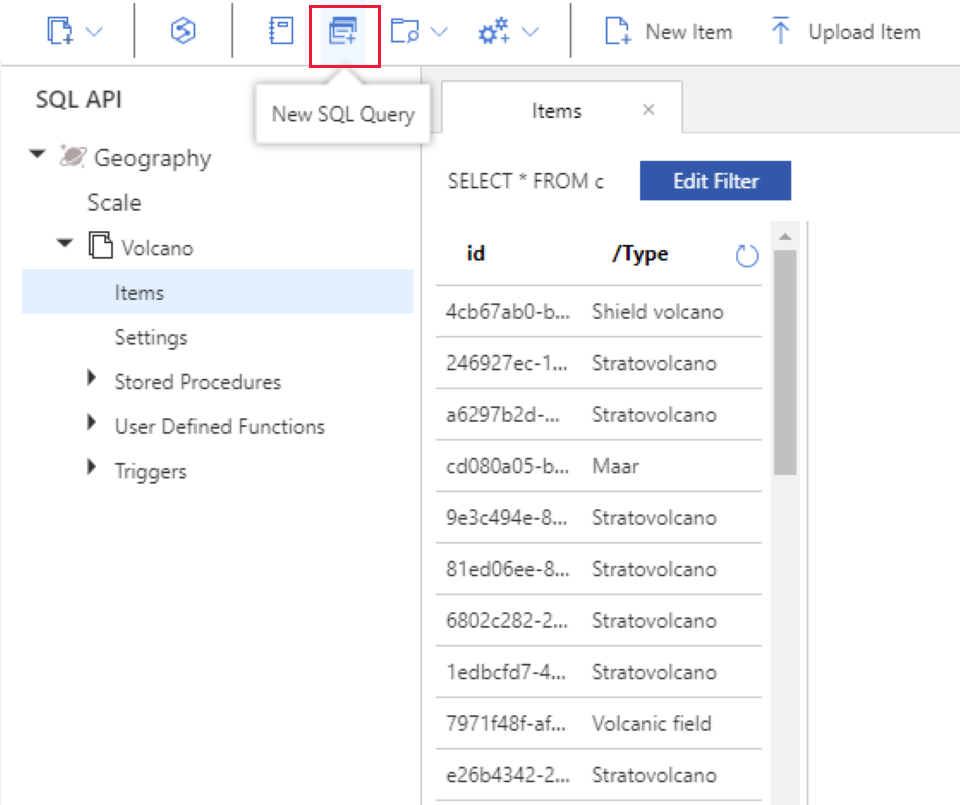 New Item
Upload Item
New SQL Query
SQL API
Geography
Scale
Volcano
Items
Settings
Stored Procedures
User Defined Functions
Triggers
Items
SELECT * FROM c
Edit Filter
id /Type
4cb67ab0-b... Shield volcano
246927ec-1... Stratovolcano
a6297b2d-... Stratovolcano
cd080a05-b... Maar
9e3c494e-8... Stratovolcano
81ed06ee-8... Stratovolcano
6802c282-2... Stratovolcano
1edbcfd7-4... Stratovolcano
7971f48f-af... Volcanic field
e26b4342-2... Stratovolcano